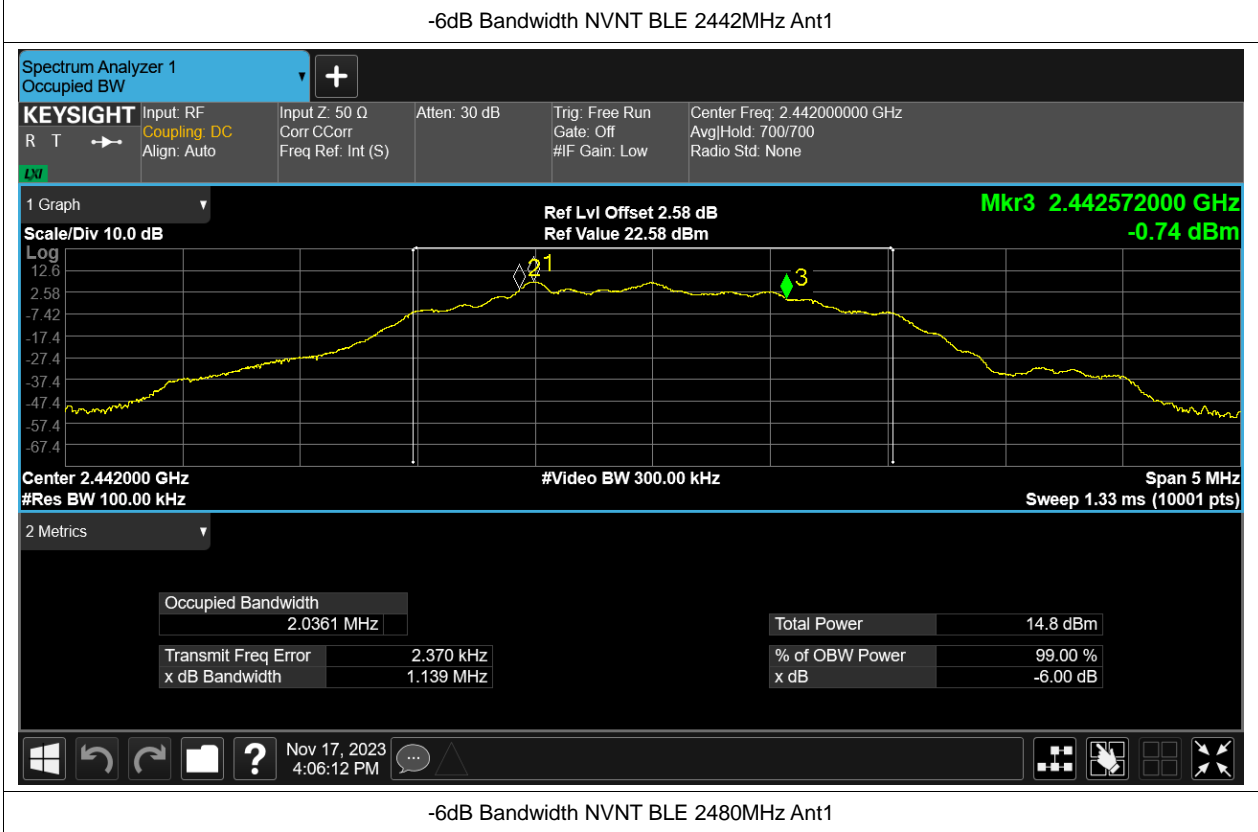 -6dB Bandwidth NVNT BLE 2442MHz Ant1
Spectrum Analyzer 1
Occupied BW
KEYSIGHT
R T
LXI
Input: RF
Coupling: DC
Align: Auto
Input Z: 50 Ω
Corr CCorr
Freq Ref: Int (S)
Atten: 30 dB
Trig: Free Run
Gate: Off
#IF Gain: Low
Center Freq: 2.442000000 GHz
Avg|Hold: 700/700
Radio Std: None
1 Graph
Scale/Div 10.0 dB
Ref Lvl Offset 2.58 dB
Ref Value 22.58 dBm
Mkr3 2.442572000 GHz
-0.74 dBm
Log
12.6
2.58
-7.42
-17.4
-27.4
-37.4
-47.4
-57.4
-67.4
2 1
3
Center 2.442000 GHz
#Video BW 300.00 kHz
Span 5 MHz
#Res BW 100.00 kHz
Sweep 1.33 ms (10001 pts)
2 Metrics
Occupied Bandwidth
2.0361 MHz
Total Power 14.8 dBm
Transmit Freq Error 2.370 kHz
% of OBW Power 99.00 %
x dB Bandwidth 1.139 MHz
x dB -6.00 dB
Nov 17, 2023
4:06:12 PM
-6dB Bandwidth NVNT BLE 2480MHz Ant1